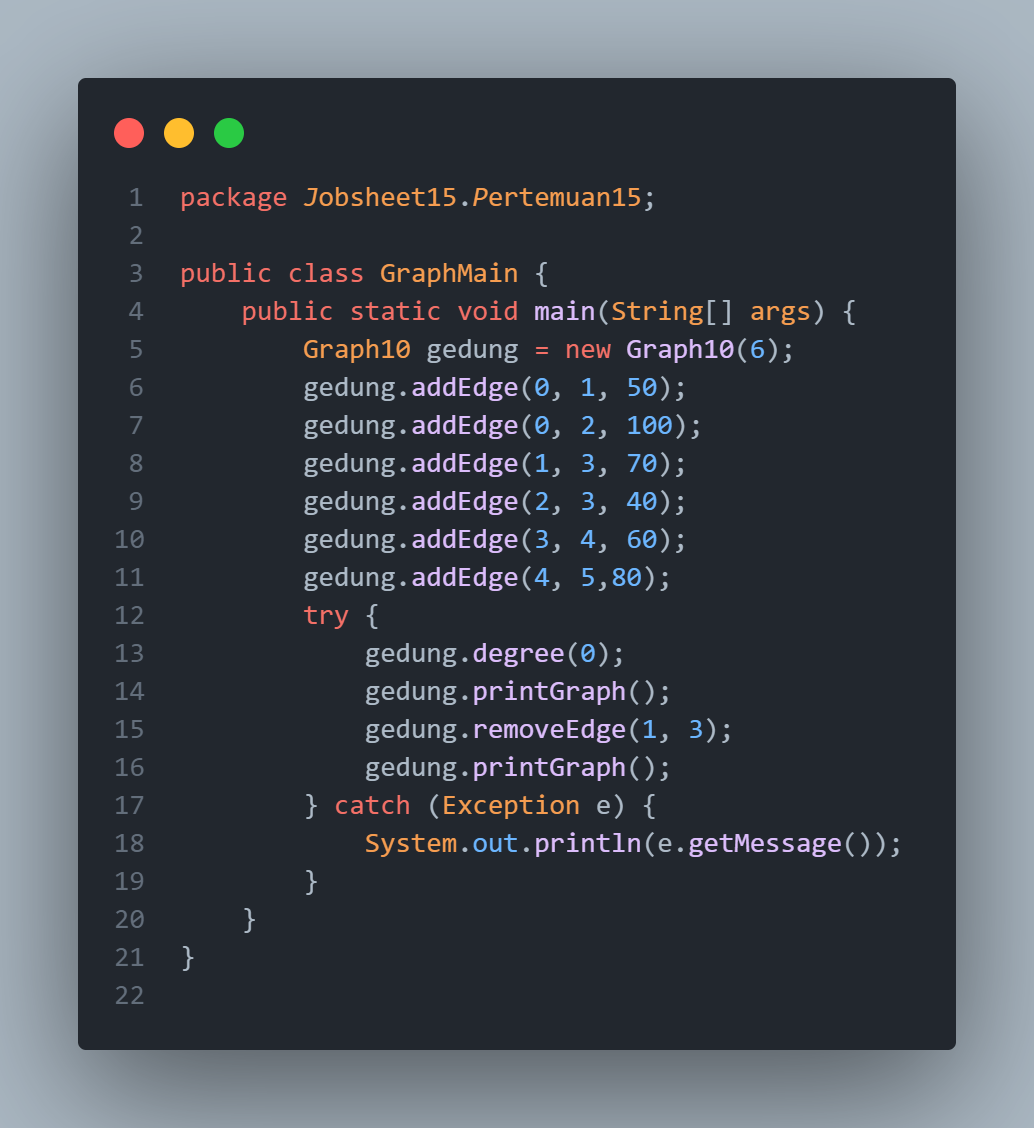 1 package Jobsheet15.Pertemuan15;
2
3 public class GraphMain {
4     public static void main(String[] args) {
5         Graph10 gedung = new Graph10(6);
6         gedung.addEdge(0, 1, 50);
7         gedung.addEdge(0, 2, 100);
8         gedung.addEdge(1, 3, 70);
9         gedung.addEdge(2, 3, 40);
10         gedung.addEdge(3, 4, 60);
11         gedung.addEdge(4, 5,80);
12         try {
13             gedung.degree(0);
14             gedung.printGraph();
15             gedung.removeEdge(1, 3);
16             gedung.printGraph();
17         } catch (Exception e) {
18             System.out.println(e.getMessage());
19         }
20     }
21 }
22